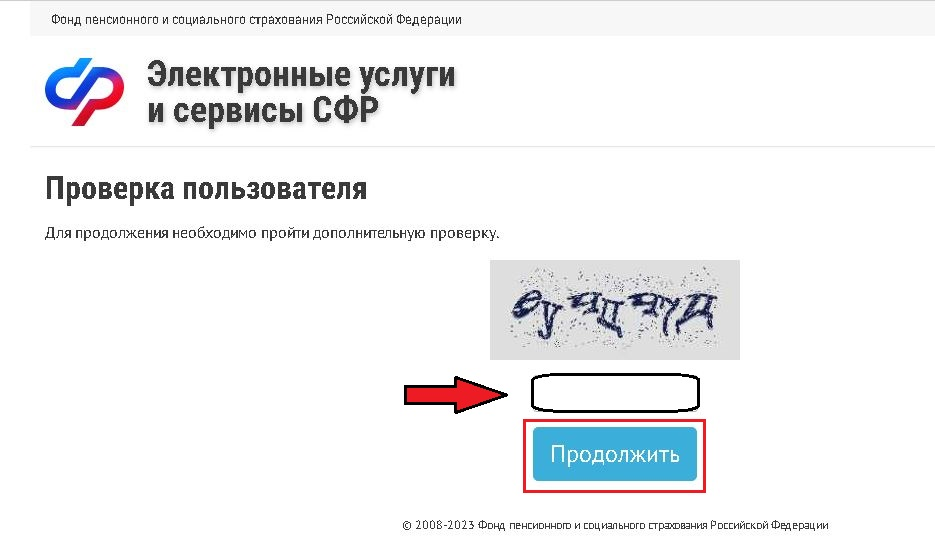 Фонд пенсионного и социального страхования Российской Федерации
Электронные услуги
и сервисы СФР
Проверка пользователя
Для продолжения необходимо пройти дополнительную проверку.
Продолжить
© 2008-2023 Фонд пенсионного и социального страхования Российской Федерации